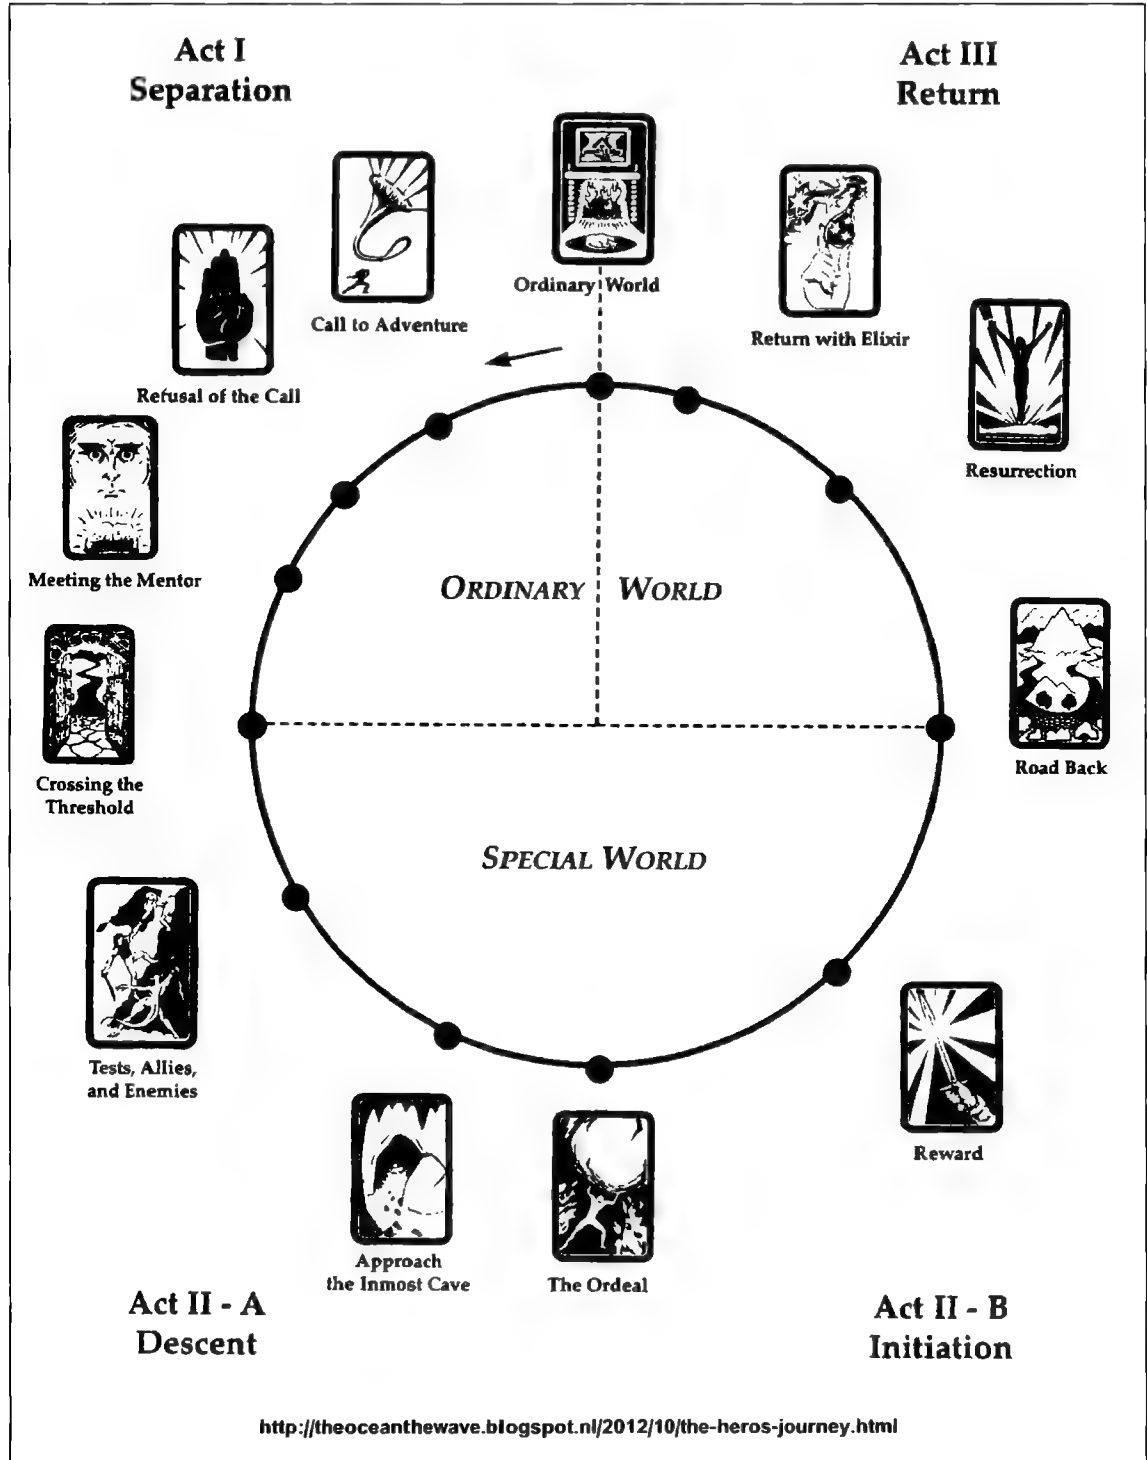 Act I
Separation
Act III
Return
Ordinary World
Call to Adventure
Return with Elixir
Refusal of the Call
Resurrection
Meeting the Mentor
ORDINARY WORLD
Road Back
Crossing the
Threshold
SPECIAL WORLD
Tests, Allies,
and Enemies
Reward
Approach
the Inmost Cave
The Ordeal
Act II - A
Descent
Act II - B
Initiation
http://theoceanthewave.blogspot.nl/2012/10/the-heros-journey.html